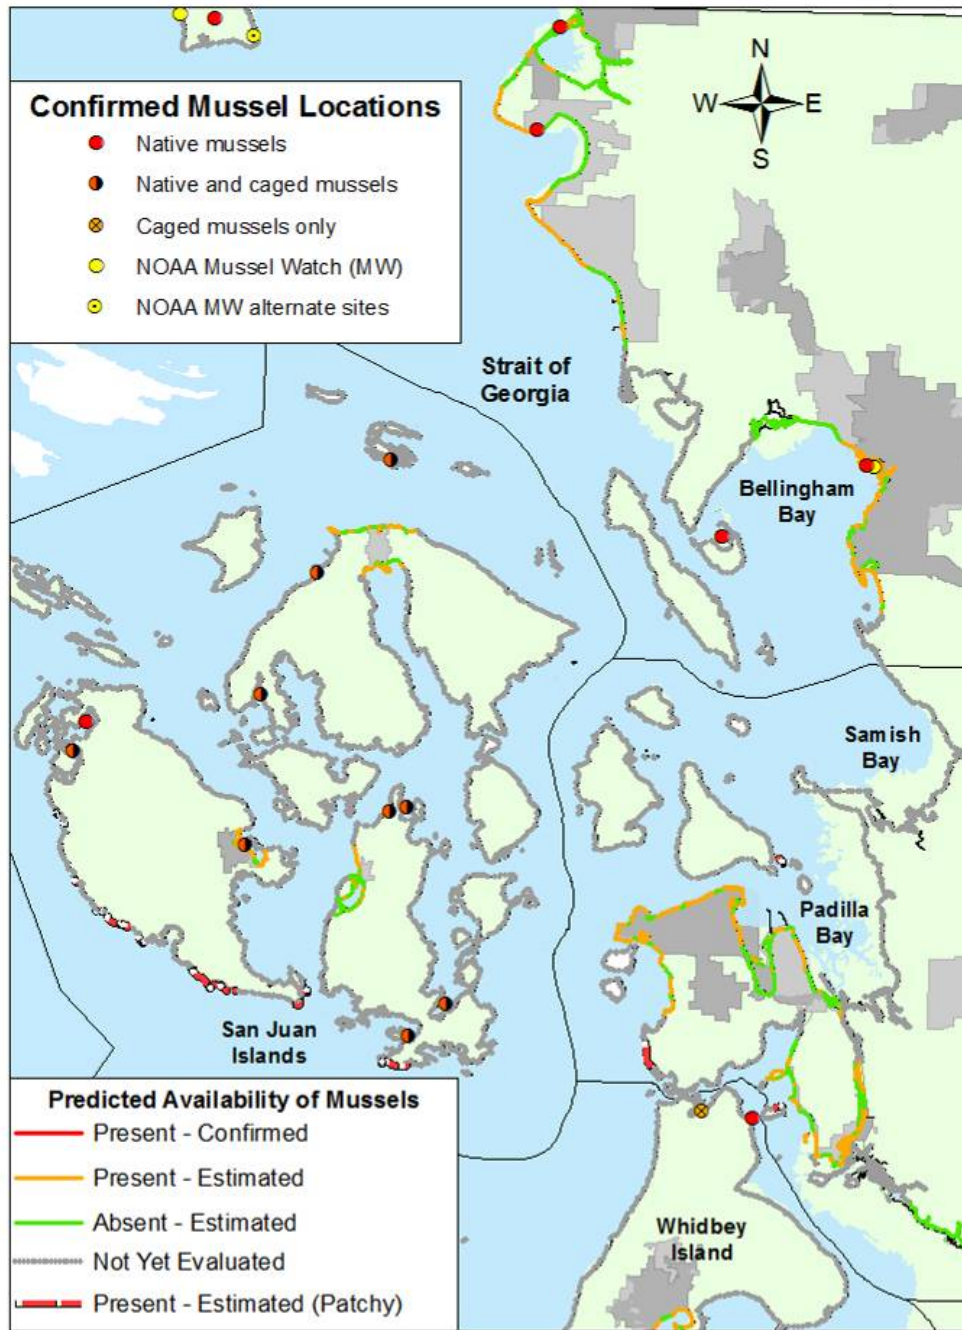 Confirmed Mussel Locations
Native mussels
Native and caged mussels
Caged mussels only
NOAA Mussel Watch (MW)
NOAA MW alternate sites
N
W E
S
Strait of
Georgia
Bellingham
Bay
Samish
Bay
Padilla
Bay
San Juan
Islands
Whidbey
Island
Predicted Availability of Mussels
Present - Confirmed
Present - Estimated
Absent - Estimated
Not Yet Evaluated
Present - Estimated (Patchy)